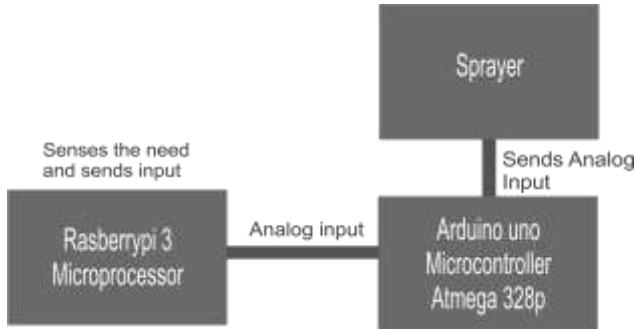 Sprayer
Senses the need
and sends input
Sends Analog
Input
Rasberrypi 3
Microprocessor
Analog input
Arduino uno
Microcontroller
Atmega 328p